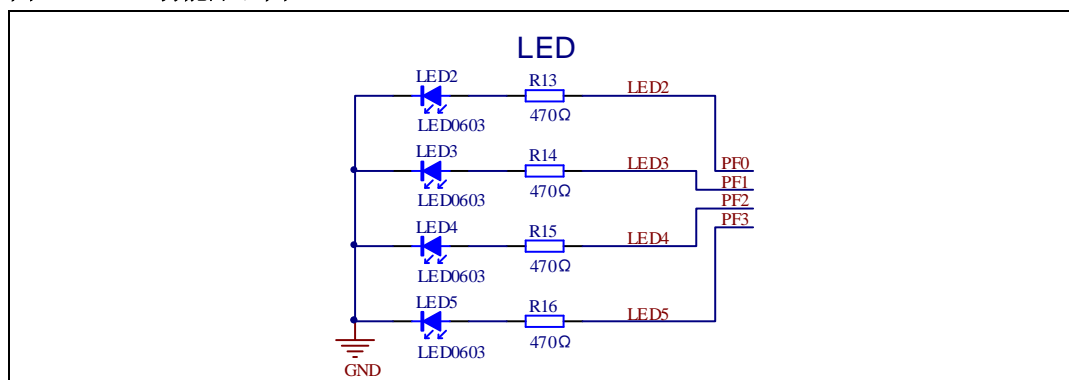 LED
LED2
R13
LED2
470Ω
LED0603
LED3
R14
LED3
PF0
470Ω
PF1
LED0603
PF2
LED4
R15
LED4
PF3
470Ω
LED0603
LED5
R16
LED5
470Ω
LED0603
GND